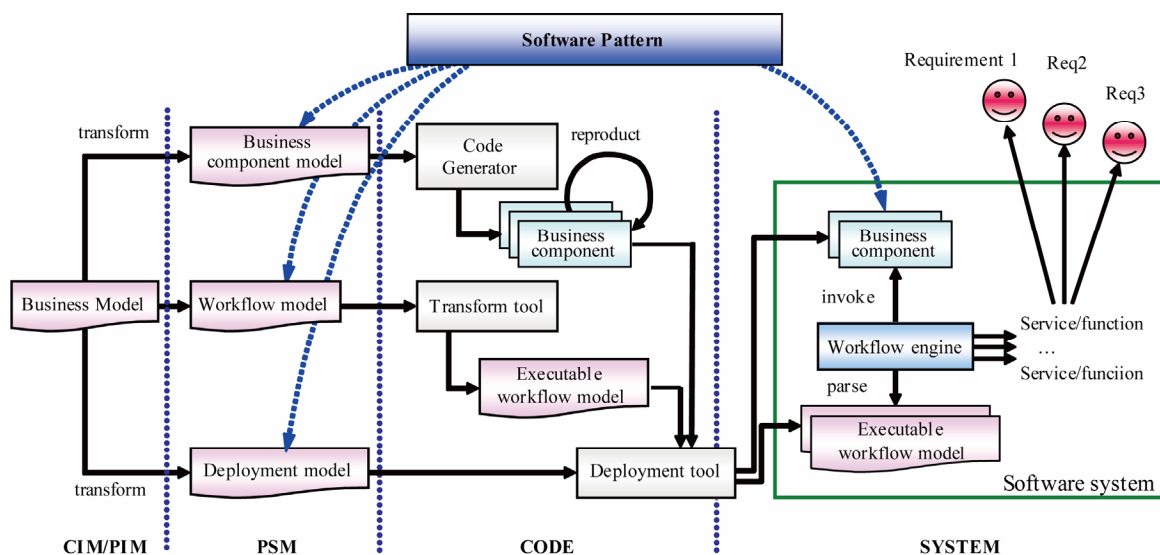 Software Pattern
Requirement 1
Req2
Req3
transform
Business
component model
Code
Generator
reproduct
Business
component
Business
component
Business Model
Workflow model
Transform tool
invoke
Workflow engine
Service/function
...
Service/funciion
parse
Executable
workflow model
Executable
workflow model
transform
Deployment model
Deployment tool
Software system
CIM/PIM
PSM
CODE
SYSTEM